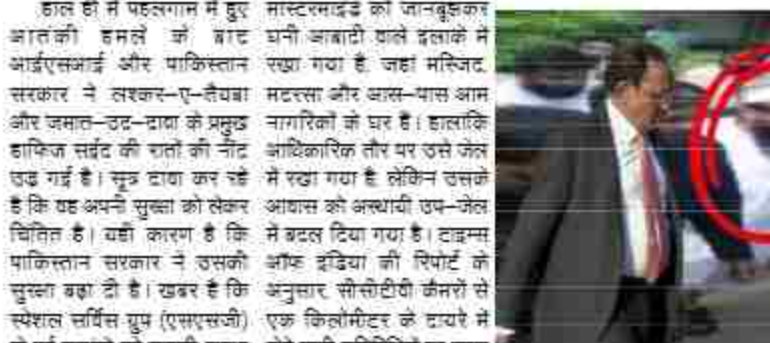 हाल ही में पहलगाम में हुए
आतंकी हमले के बाद
आईएसआई और पाकिस्तान
सरकार ने लश्कर-ए-तैयबा
और जमात-उद-दावा के प्रमुख
हाफिज सईद की रातों की नींद
उड़ गई है। सूत्र दावा कर रहे
हैं कि वह अपनी सुरक्षा को लेकर
चिंतित है। यही कारण है कि
पाकिस्तान सरकार ने उसकी
सुरक्षा बढ़ा दी है। खबर है कि
स्पेशल सर्विस ग्रुप (एसएसजी)
मास्टरमाइंड को जानबूझकर
घनी आबादी वाले इलाके में
रखा गया है, जहां मस्जिद,
मदरसा और आस-पास आम
नागरिकों के घर हैं। हालांकि
आधिकारिक तौर पर उसे जेल
में रखा गया है, लेकिन उसके
आवास को अस्थायी उप-जेल
में बदल दिया गया है। टाइम्स
ऑफ इंडिया की रिपोर्ट के
अनुसार, सीसीटीवी कैमरों से
एक किलोमीटर के दायरे में